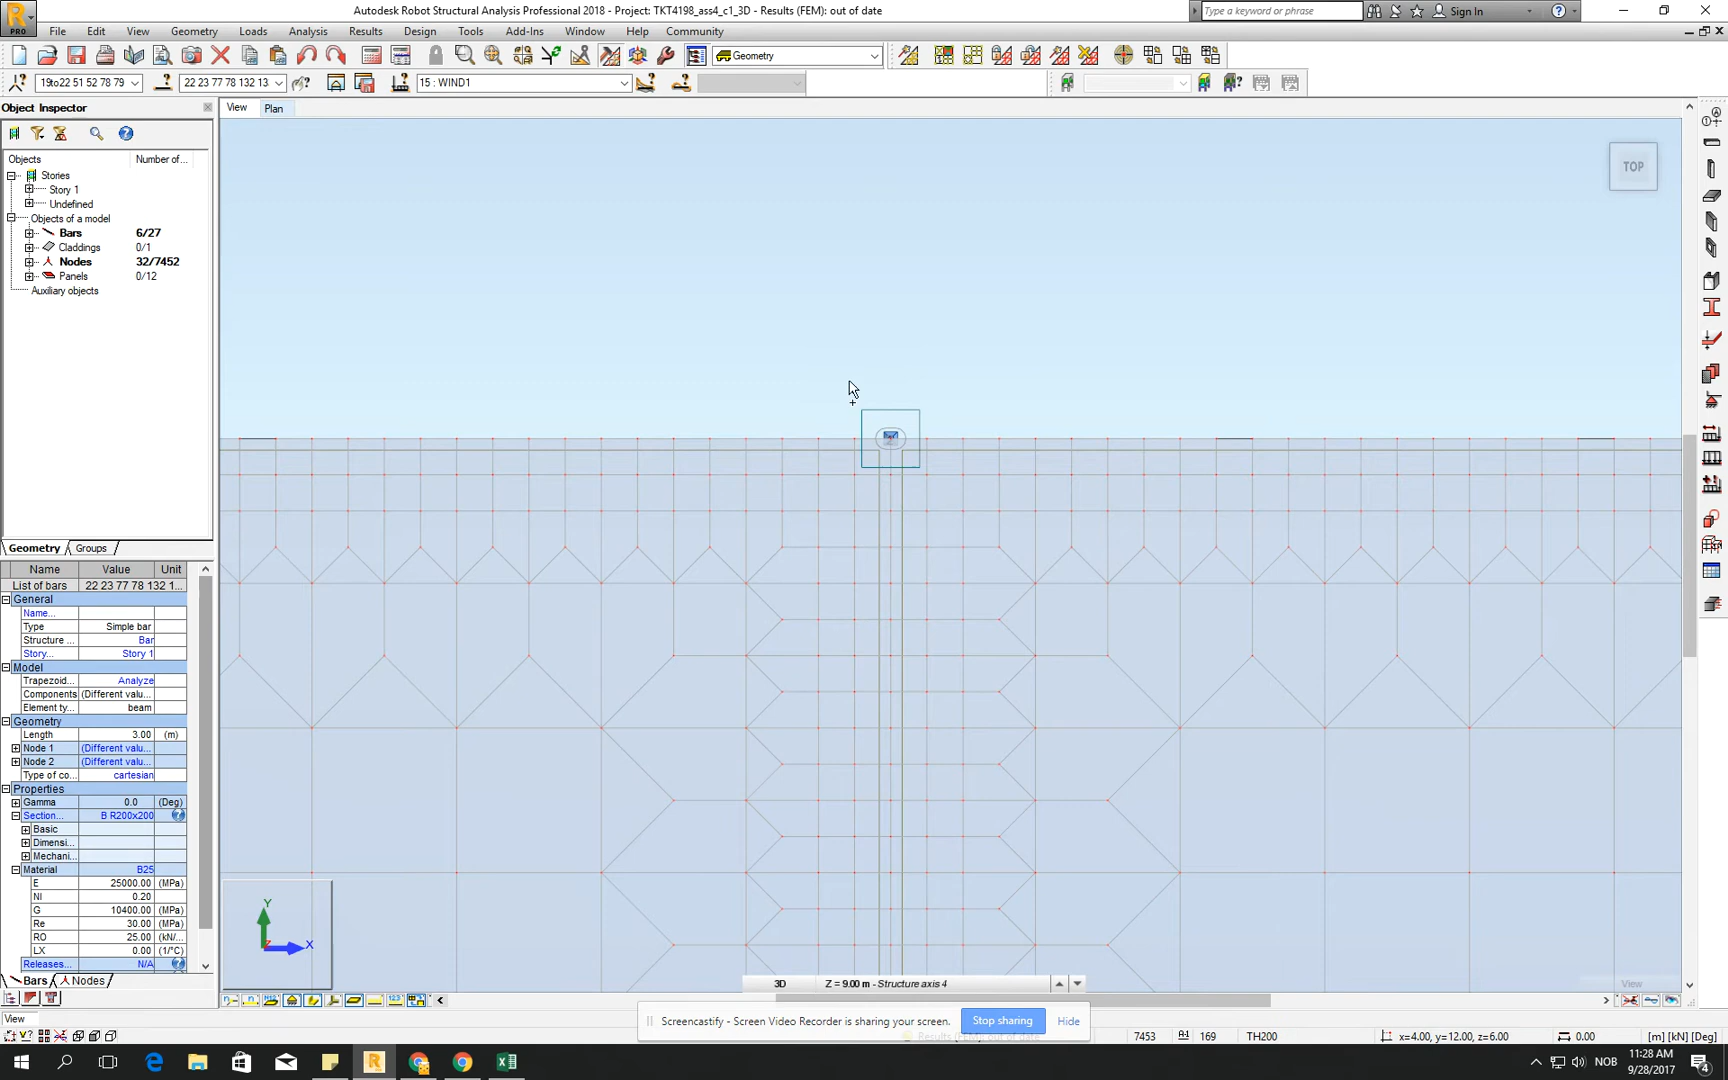 Autodesk Robot Structural Analysis Professional 2018 - Project: TKT4198_ass4_c1_3D - Results (FEM): out of date
Type a keyword or phrase
Sign In
PRO
File Edit View Geometry Loads Analysis Results Design Tools Add-Ins Window Help Community
Geometry
19to22 51 52 78 79
22 23 77 78 132 13
15 : WIND1
Object Inspector
View Plan
Objects Number of...
Stories
Story 1
Undefined
Objects of a model
Bars 6/27
Claddings 0/1
Nodes 32/7452
Panels 0/12
Auxiliary objects
TOP
Geometry Groups
Name Value Unit
List of bars 22 23 77 78 132 1...
General
Name...
Type Simple bar
Structure ... Bar
Story... Story 1
Model
Trapezoid... Analyze
Components (Different valu...
Element ty... beam
Geometry
Length 3.00 (m)
Node 1 (Different valu...
Node 2 (Different valu...
Type of co... cartesian
Properties
Gamma 0.0 (Deg)
Section... B R200x200
Basic
Dimensi...
Mechani...
Material B25
E 25000.00 (MPa)
NI 0.20
G 10400.00 (MPa)
Re 30.00 (MPa)
RO 25.00 (kN/...
LX 0.00 (1/°C)
Releases... N/A
Bars Nodes
Y
X
Z
3D Z = 9.00 m - Structure axis 4
View
View
Screencastify - Screen Video Recorder is sharing your screen. Stop sharing Hide
Results (FEM): out of date
7453 169 TH200 x=4.00, y=12.00, z=6.00 0.00 [m] [kN] [Deg]
NOB
11:28 AM
9/28/2017
4